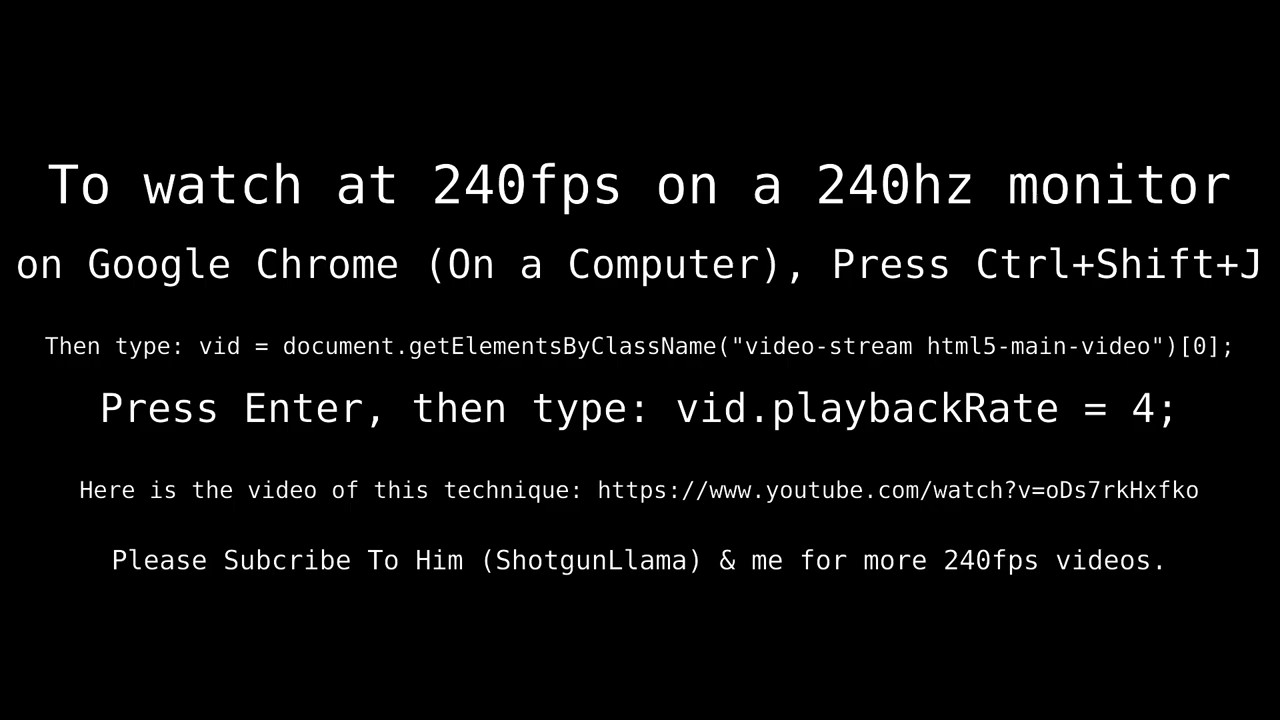 To watch at 240fps on a 240hz monitor
on Google Chrome (On a Computer), Press Ctrl+Shift+J
Then type: vid = document.getElementsByClassName("video-stream html5-main-video")[0];
Press Enter, then type: vid.playbackRate = 4;
Here is the video of this technique: https://www.youtube.com/watch?v=oDs7rkHxfko
Please Subcribe To Him (ShotgunLlama) & me for more 240fps videos.